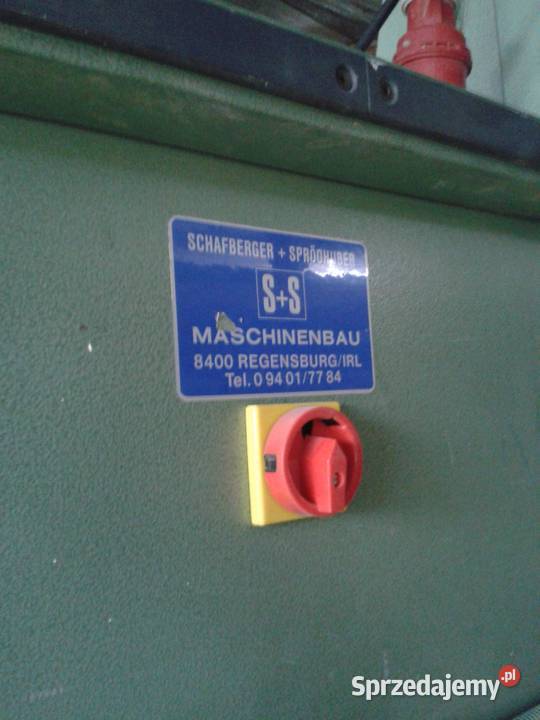 SCHAFBERGER + SPRÖDHUBER
S+S
MASCHINENBAU
8400 REGENSBURG/IRL
Tel. 0 94 01/77 84
Sprzedajemy.pl